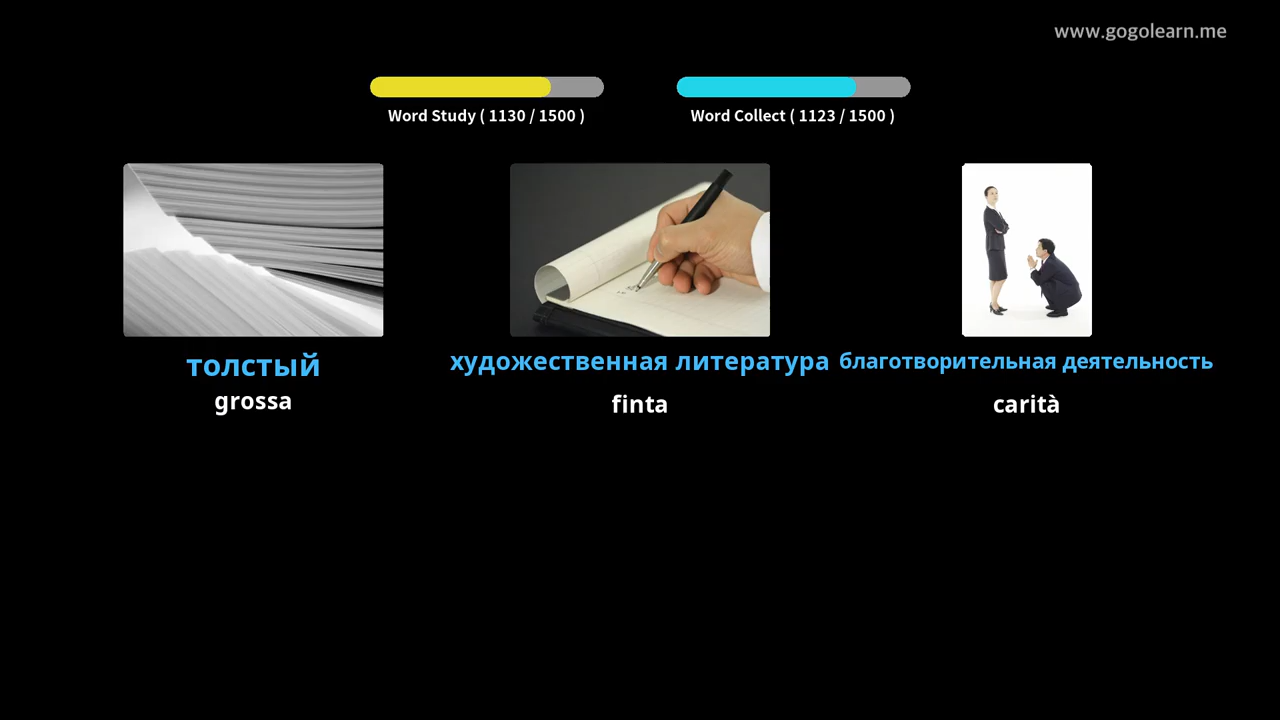 www.gogolearn.me
Word Study ( 1130 / 1500 )
Word Collect ( 1123 / 1500 )
толстый
художественная литература
благотворительная деятельность
grossa
finta
carità